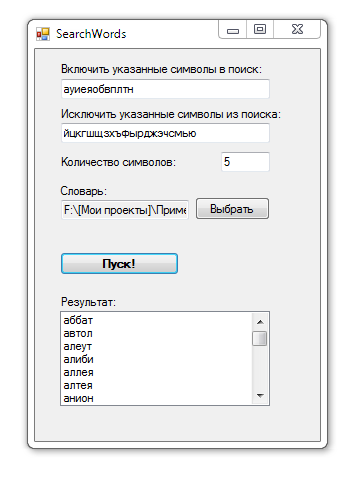 SearchWords
Включить указанные символы в поиск:
ауиеяобвплтн
Исключить указанные символы из поиска:
йцкгшщзхъфырджэчсмью
Количество символов:
5
Словарь:
F:\[Мои проекты]\Приме
Выбрать
Пуск!
Результат:
аббат
автол
алеут
алиби
аллея
алтея
анион